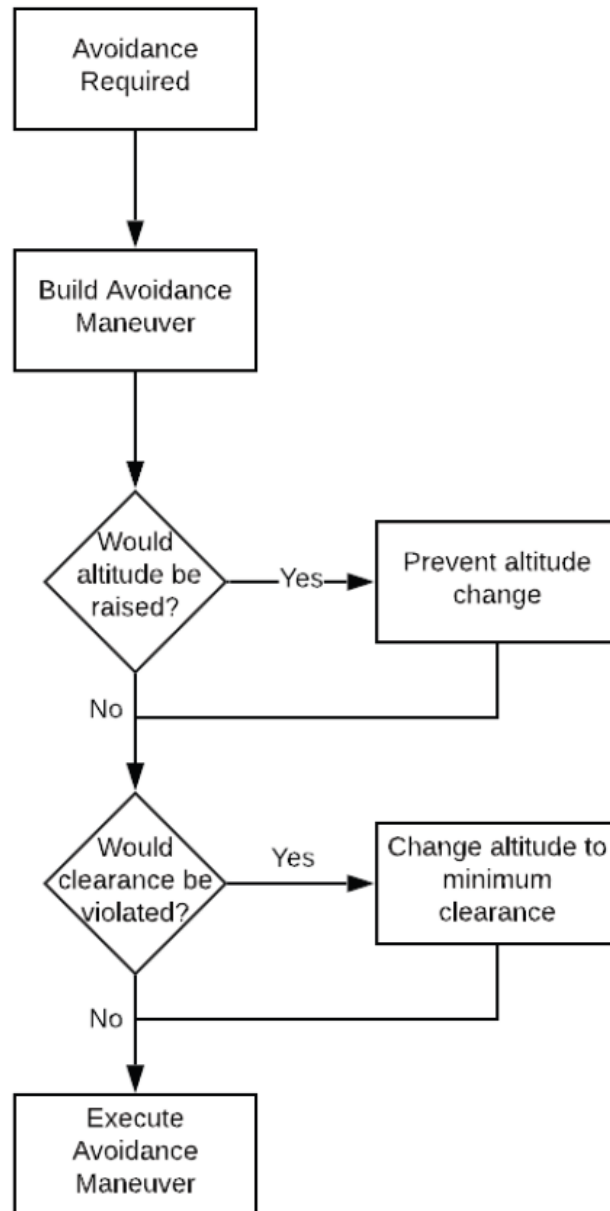 Avoidance
Required
Build Avoidance
Maneuver
Would
altitude be
raised?
Yes
Prevent altitude
change
No
Would
clearance be
violated?
Yes
Change altitude to
minimum
clearance
No
Execute
Avoidance
Maneuver